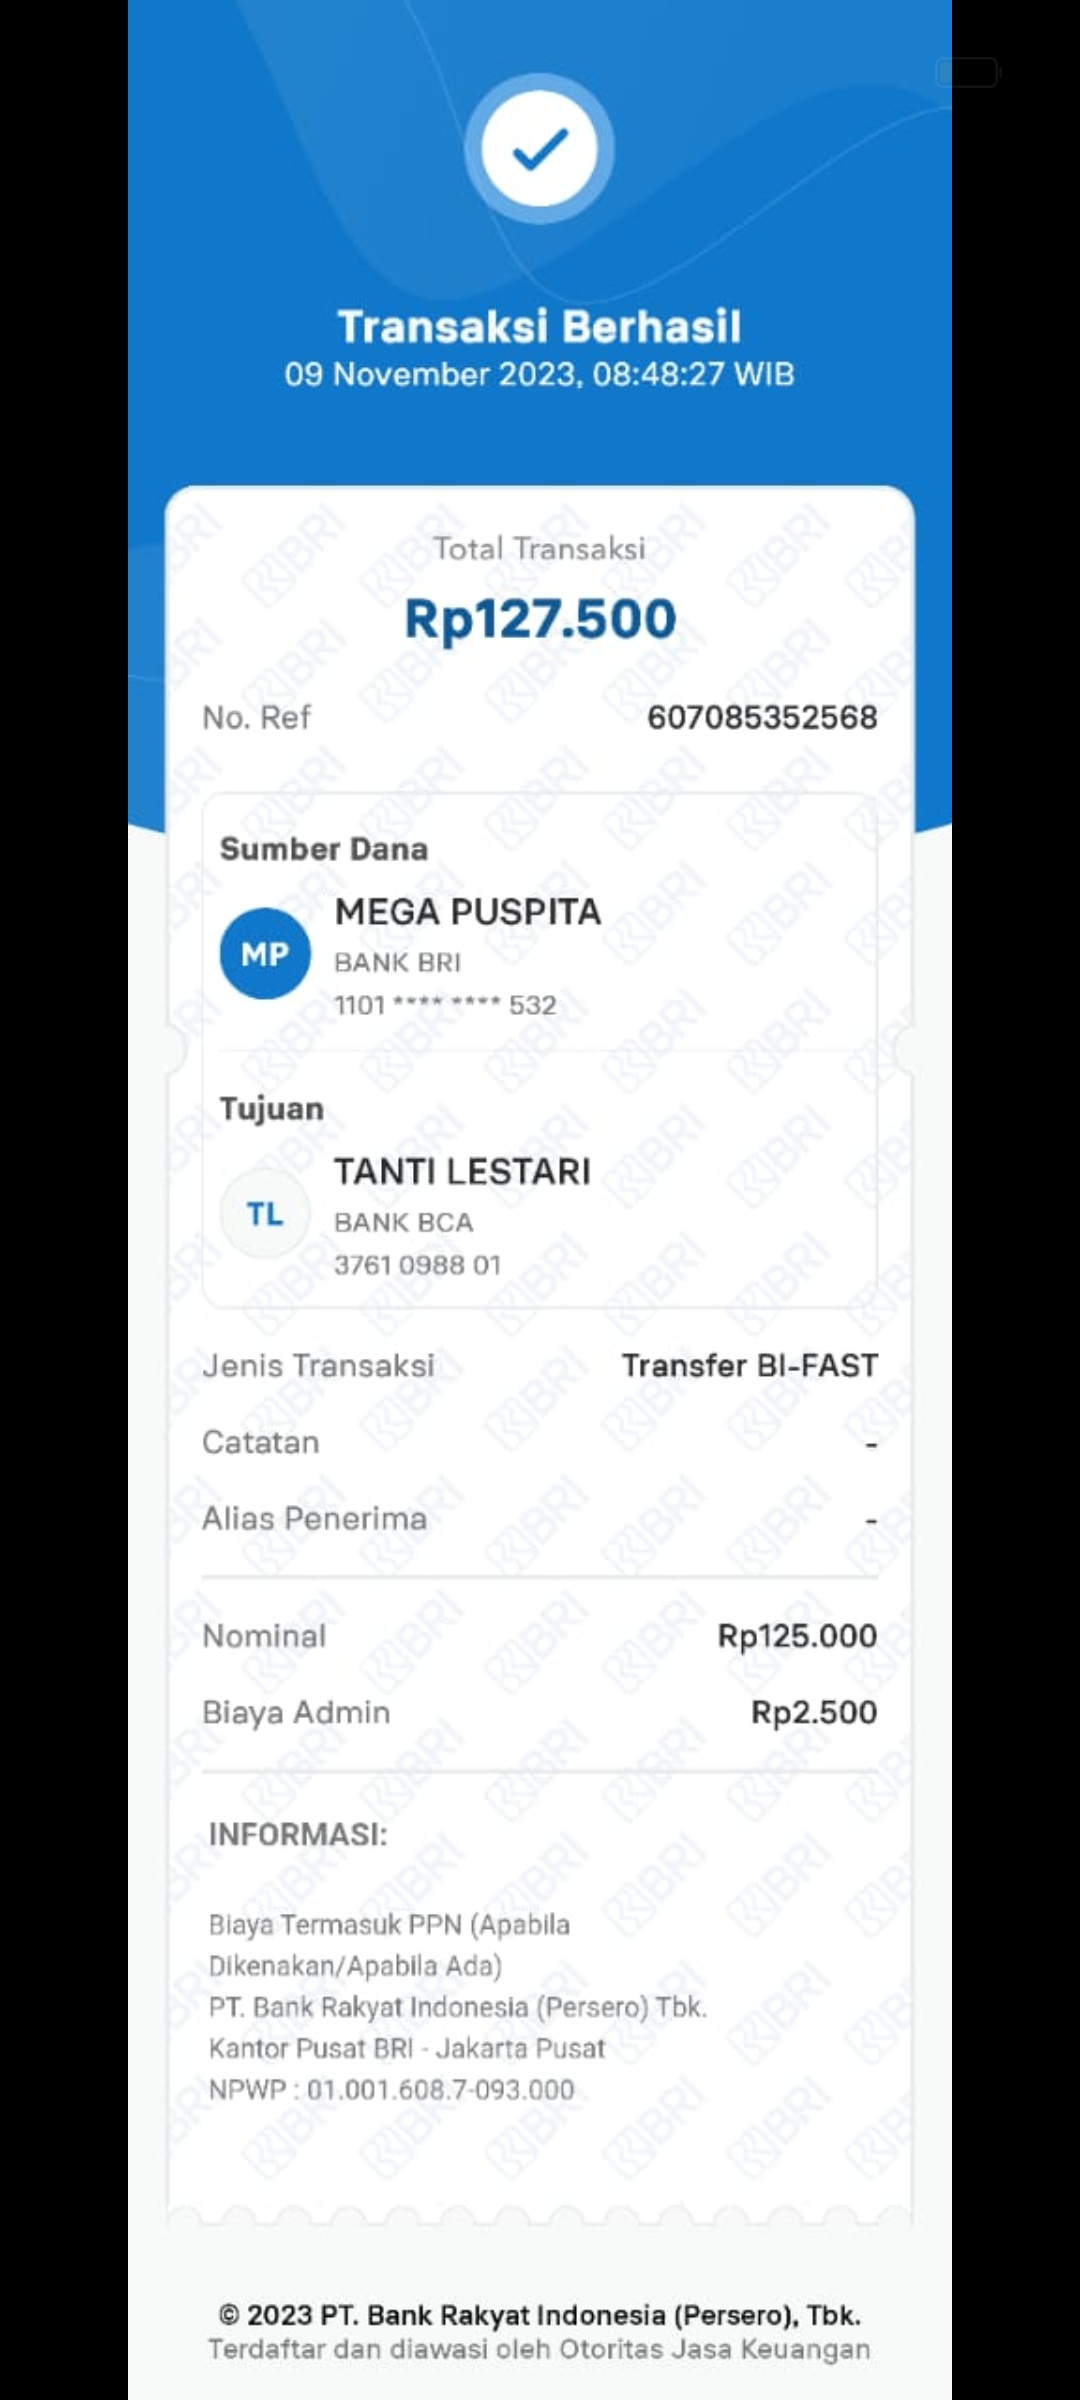 Transaksi Berhasil
09 November 2023, 08:48:27 WIB
Total Transaksi
Rp127.500
No. Ref 607085352568
Sumber Dana
MP
MEGA PUSPITA
BANK BRI
1101 **** **** 532
Tujuan
TL
TANTI LESTARI
BANK BCA
3761 0988 01
Jenis Transaksi Transfer BI-FAST
Catatan -
Alias Penerima -
Nominal Rp125.000
Biaya Admin Rp2.500
INFORMASI:
Biaya Termasuk PPN (Apabila
Dikenakan/Apabila Ada)
PT. Bank Rakyat Indonesia (Persero) Tbk.
Kantor Pusat BRI - Jakarta Pusat
NPWP : 01.001.608.7-093.000
© 2023 PT. Bank Rakyat Indonesia (Persero), Tbk.
Terdaftar dan diawasi oleh Otoritas Jasa Keuangan